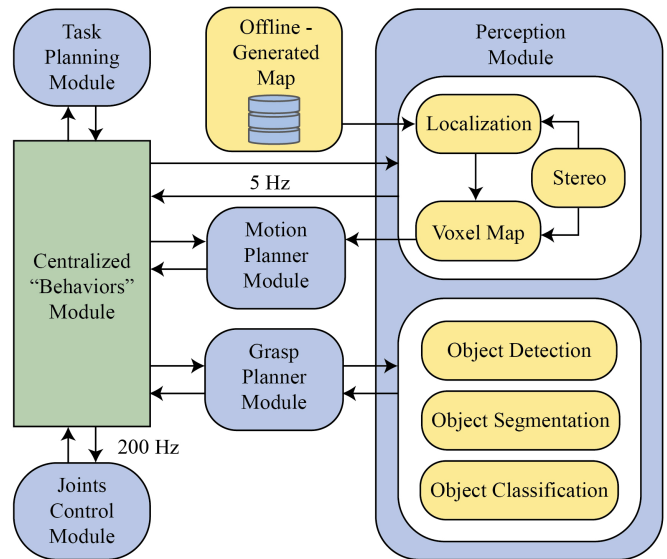 Task
Planning
Module
Offline -
Generated
Map
Perception
Module
Localization
Stereo
Voxel Map
5 Hz
Centralized
“Behaviors”
Module
Motion
Planner
Module
Grasp
Planner
Module
Object Detection
Object Segmentation
Object Classification
200 Hz
Joints
Control
Module